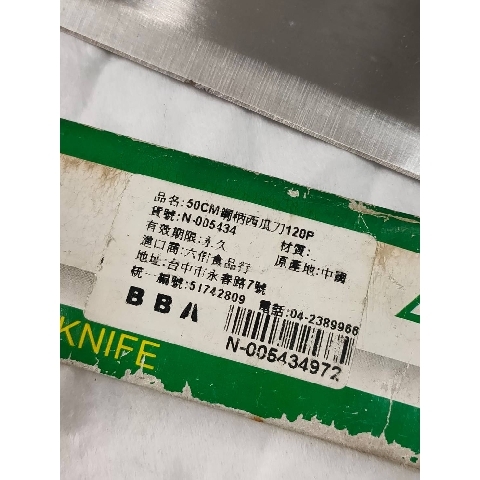 品名:50CM鋼柄西瓜刀120P
貨號:N-005434 材質:
有效期限:永久 原產地:中國
進口商:六街食品行
地址:台中市永春路7號
統一編號:51742809 電話:04-2389966
BBA
N-005434972
KNIFE